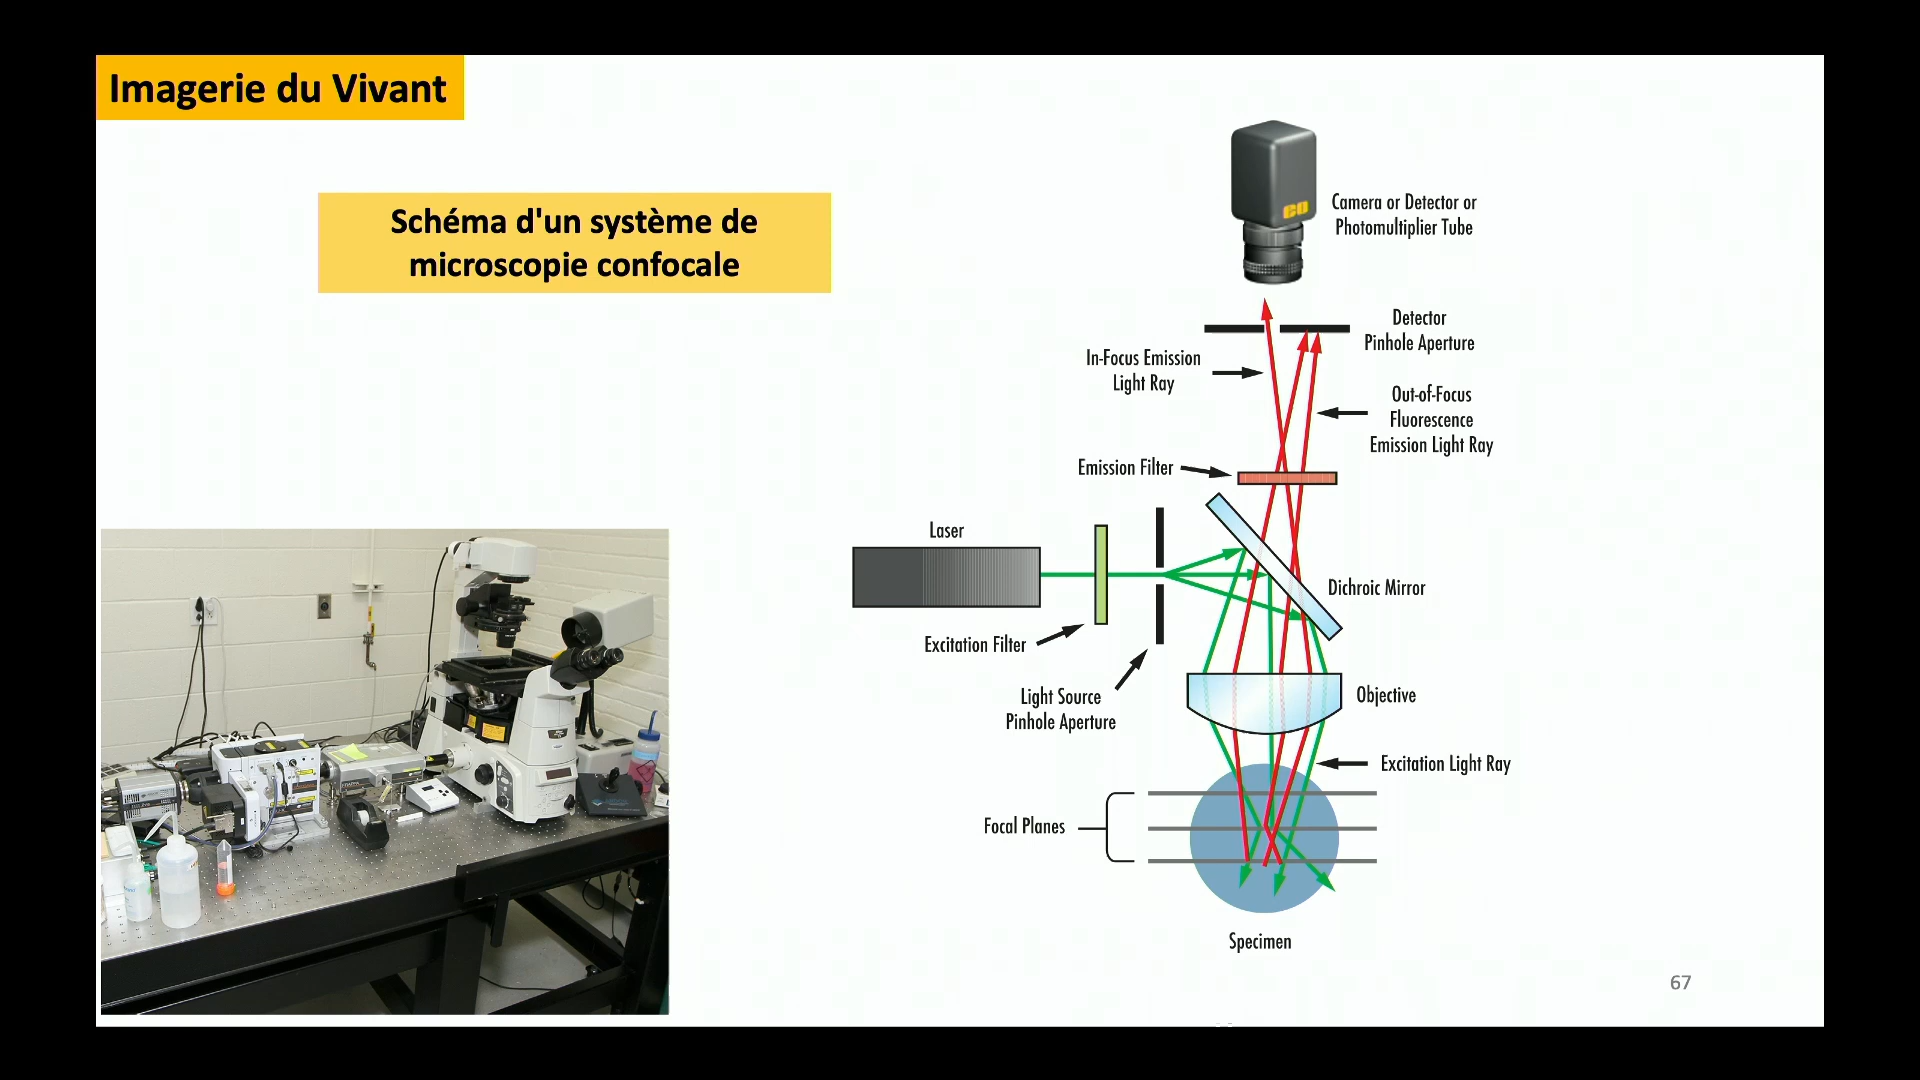 Imagerie du Vivant
Schéma d'un système de
microscopie confocale
CO
Camera or Detector or
Photomultiplier Tube
Detector
Pinhole Aperture
In-Focus Emission
Light Ray
Out-of-Focus
Fluorescence
Emission Light Ray
Emission Filter
Laser
Dichroic Mirror
Excitation Filter
Light Source
Pinhole Aperture
Objective
Excitation Light Ray
Focal Planes
Specimen
67